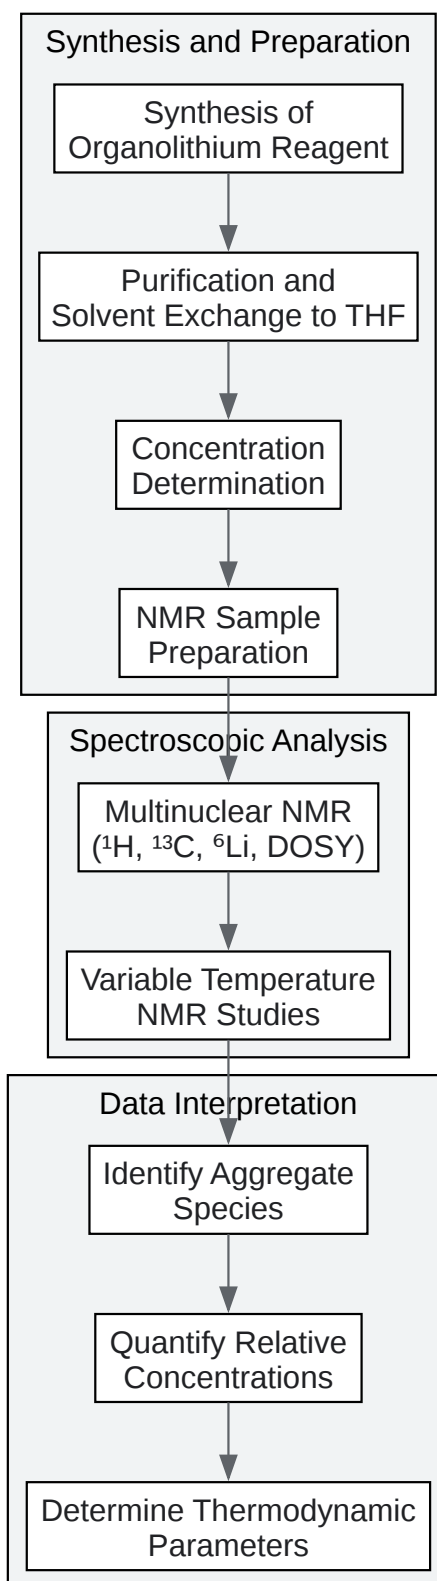 Synthesis and Preparation
Synthesis of
Organolithium Reagent
Purification and
Solvent Exchange to THF
Concentration
Determination
NMR Sample
Preparation
Spectroscopic Analysis
Multinuclear NMR
(¹H, ¹³C, ⁶Li, DOSY)
Variable Temperature
NMR Studies
Data Interpretation
Identify Aggregate
Species
Quantify Relative
Concentrations
Determine Thermodynamic
Parameters